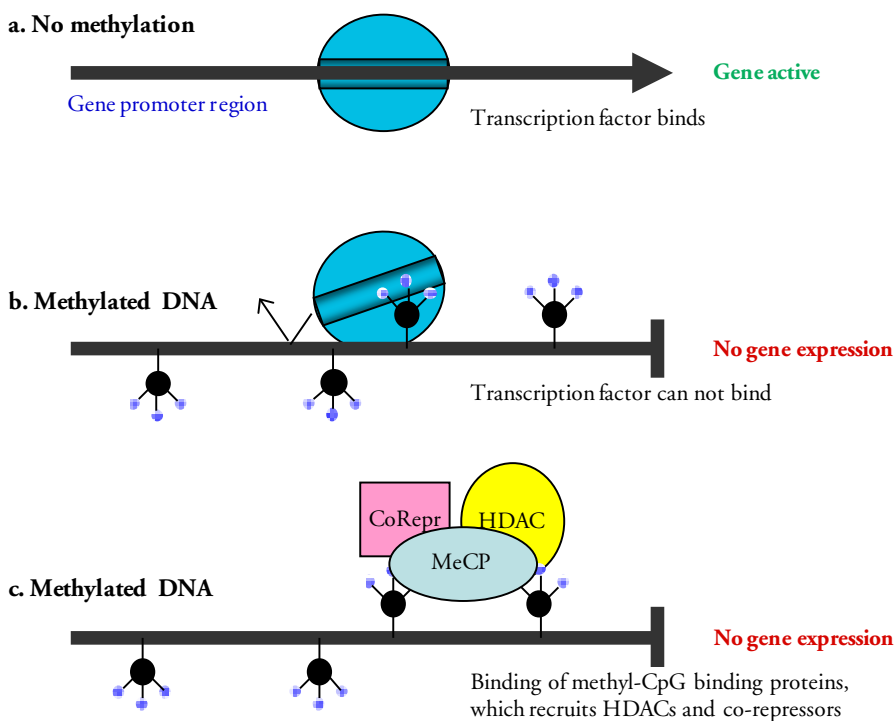 a. No methylation
Gene active
Gene promoter region
Transcription factor binds
b. Methylated DNA
No gene expression
Transcription factor can not bind
CoRepr
HDAC
MeCP
c. Methylated DNA
No gene expression
Binding of methyl-CpG binding proteins,
which recruits HDACs and co-repressors